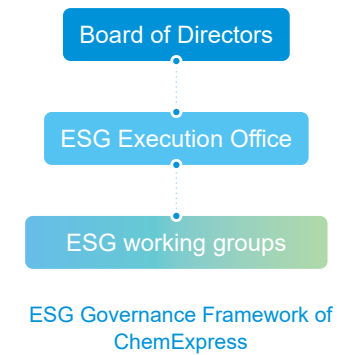 Board of Directors
ESG Execution Office
ESG working groups
ESG Governance Framework of
ChemExpress